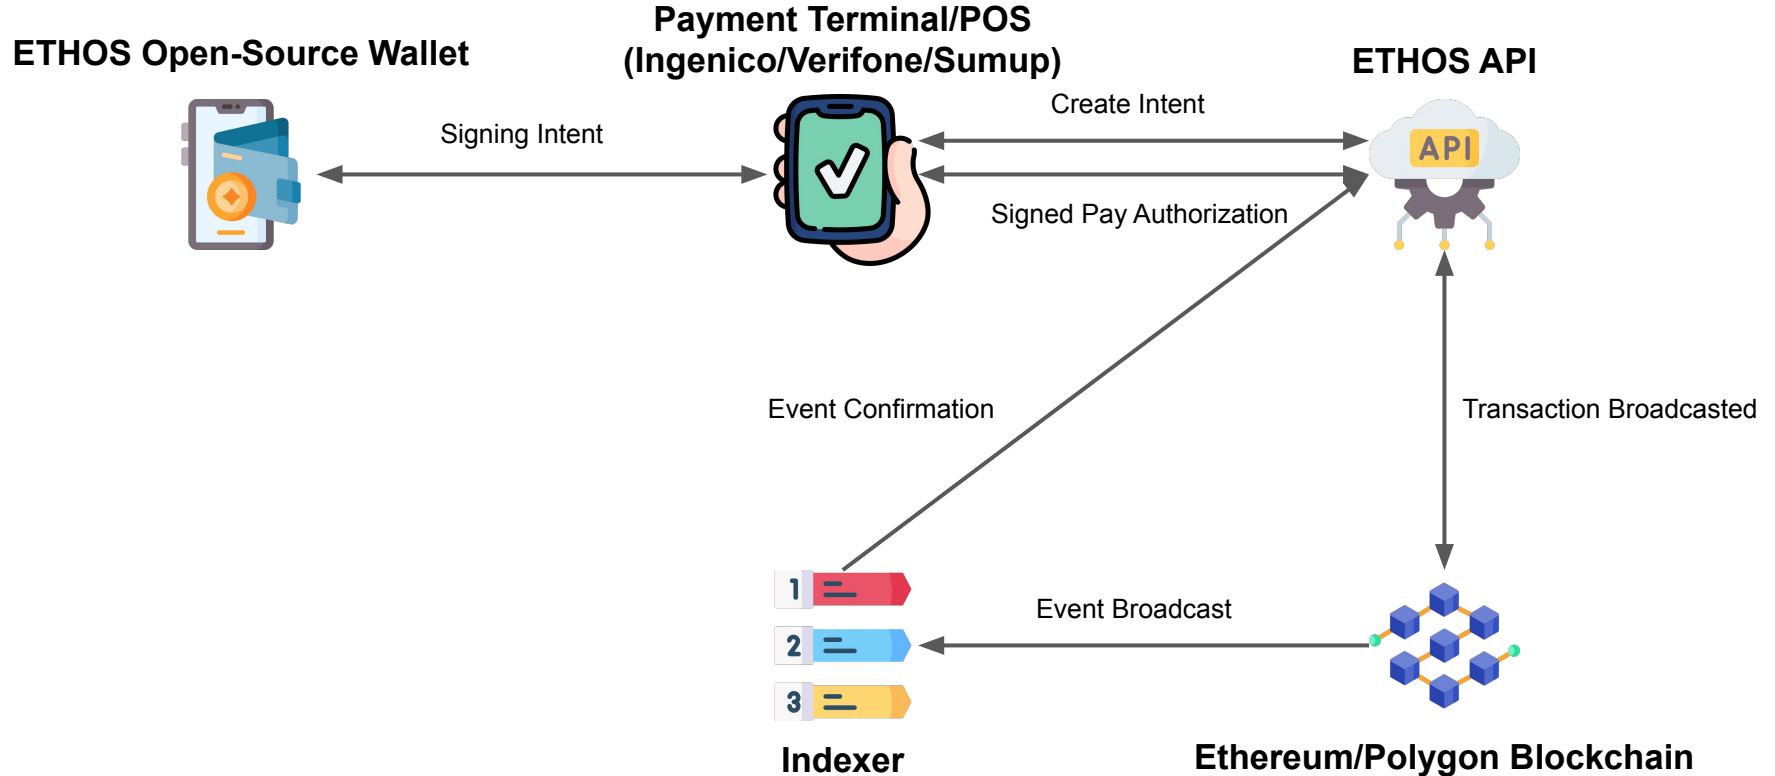 Payment Terminal/POS
(Ingenico/Verifone/Sumup)
ETHOS Open-Source Wallet
ETHOS API
Create Intent
Signing Intent
API
Signed Pay Authorization
Event Confirmation
Transaction Broadcasted
1
2
3
Event Broadcast
Indexer
Ethereum/Polygon Blockchain